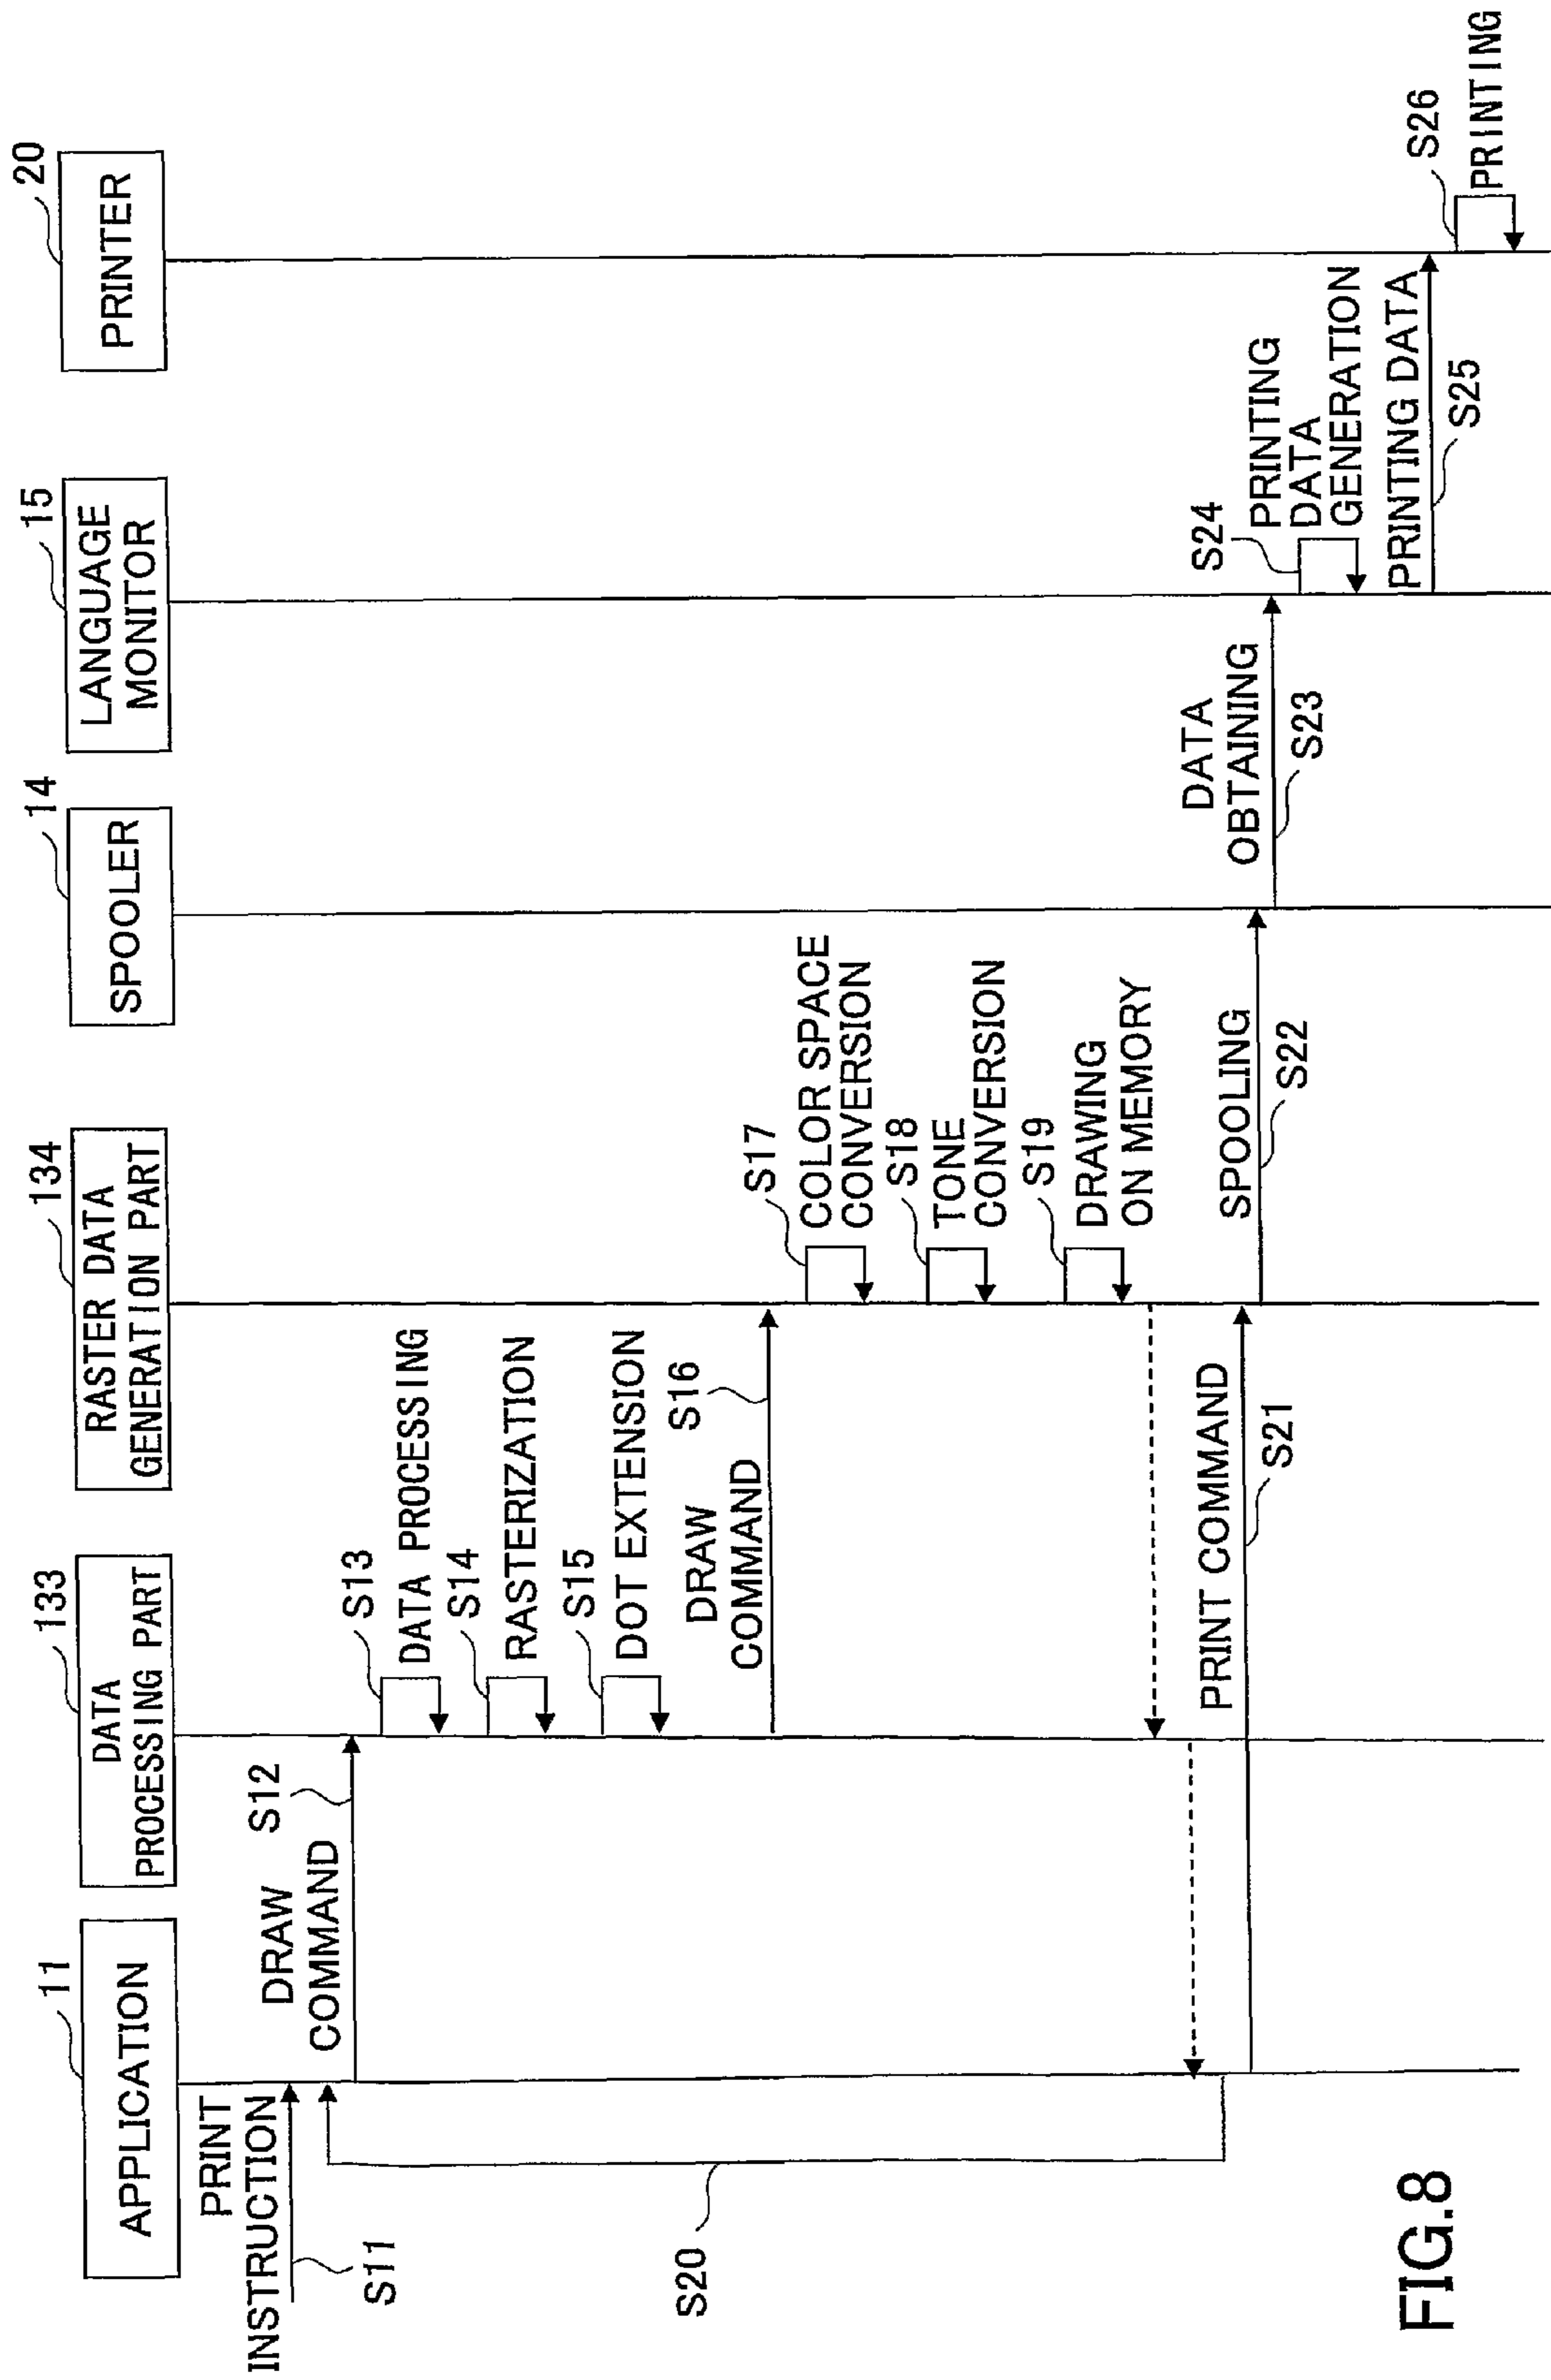 11
APPLICATION
133
DATA
PROCESSING PART
134
RASTER DATA
GENERATION PART
14
SPOOLER
15
LANGUAGE
MONITOR
20
PRINTER
PRINT
INSTRUCTION
S11
DRAW
COMMAND
S12
S13
DATA PROCESSING
S14
RASTERIZATION
S15
DOT EXTENSION
DRAW
COMMAND
S16
S17
COLOR SPACE
CONVERSION
S18
TONE
CONVERSION
S19
DRAWING
ON MEMORY
S20
PRINT COMMAND
S21
SPOOLING
S22
DATA
OBTAINING
S23
S24
PRINTING
DATA
GENERATION
PRINTING DATA
S25
S26
PRINTING
FIG.8